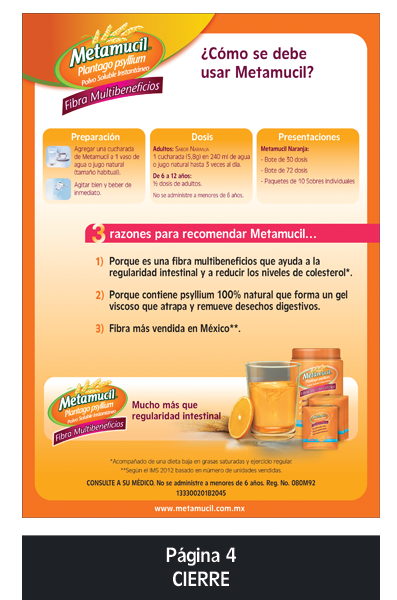 Metamucil
Plantago psyllium
Polvo Soluble Instantáneo
Fibra Multibeneficios
¿Cómo se debe
usar Metamucil?
Preparación
Agregar una cucharada
de Metamucil a 1 vaso de
agua o jugo natural
(tamaño habitual).
Agitar bien y beber de
inmediato.
Dosis
Adultos: SABOR NARANJA
1 cucharada (5,8g) en 240 ml de agua
o jugo natural hasta 3 veces al día.
De 6 a 12 años:
½ dosis de adultos.
No se administre a menores de 6 años.
Presentaciones
Metamucil Naranja:
- Bote de 30 dosis
- Bote de 72 dosis
- Paquetes de 10 Sobres individuales
3 razones para recomendar Metamucil...
1) Porque es una fibra multibeneficios que ayuda a la
regularidad intestinal y a reducir los niveles de colesterol*.
2) Porque contiene psyllium 100% natural que forma un gel
viscoso que atrapa y remueve desechos digestivos.
3) Fibra más vendida en México**.
Metamucil
Plantago psyllium
Polvo Soluble Instantáneo
Fibra Multibeneficios
Mucho más que
regularidad intestinal
Metamucil
*Acompañado de una dieta baja en grasas saturadas y ejercicio regular.
**Según el IMS 2012 basado en número de unidades vendidas.
CONSULTE A SU MÉDICO. No se administre a menores de 6 años. Reg. No. 080M92
13330020182045
www.metamucil.com.mx
Página 4
CIERRE